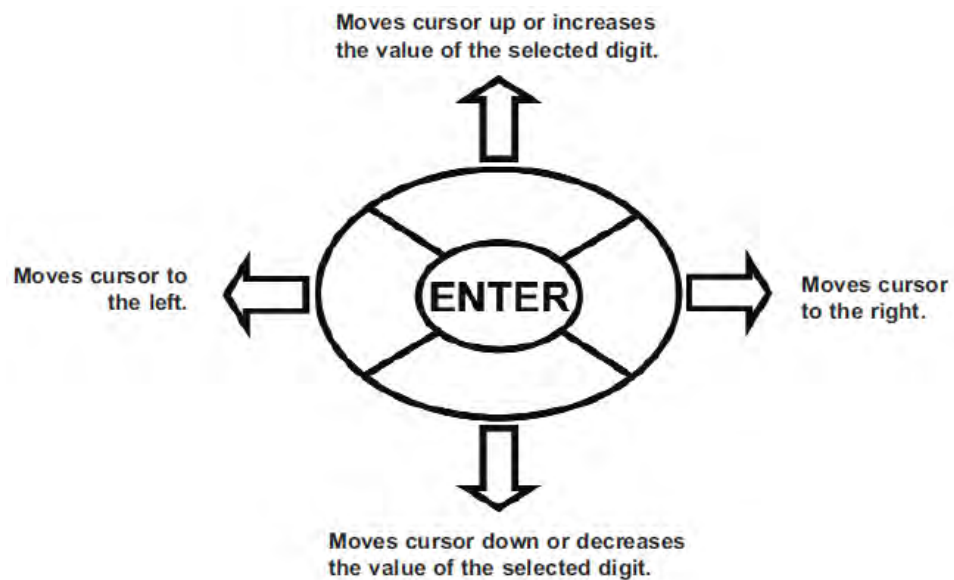 Moves cursor up or increases
the value of the selected digit.
Moves cursor to
the left.
ENTER
Moves cursor
to the right.
Moves cursor down or decreases
the value of the selected digit.